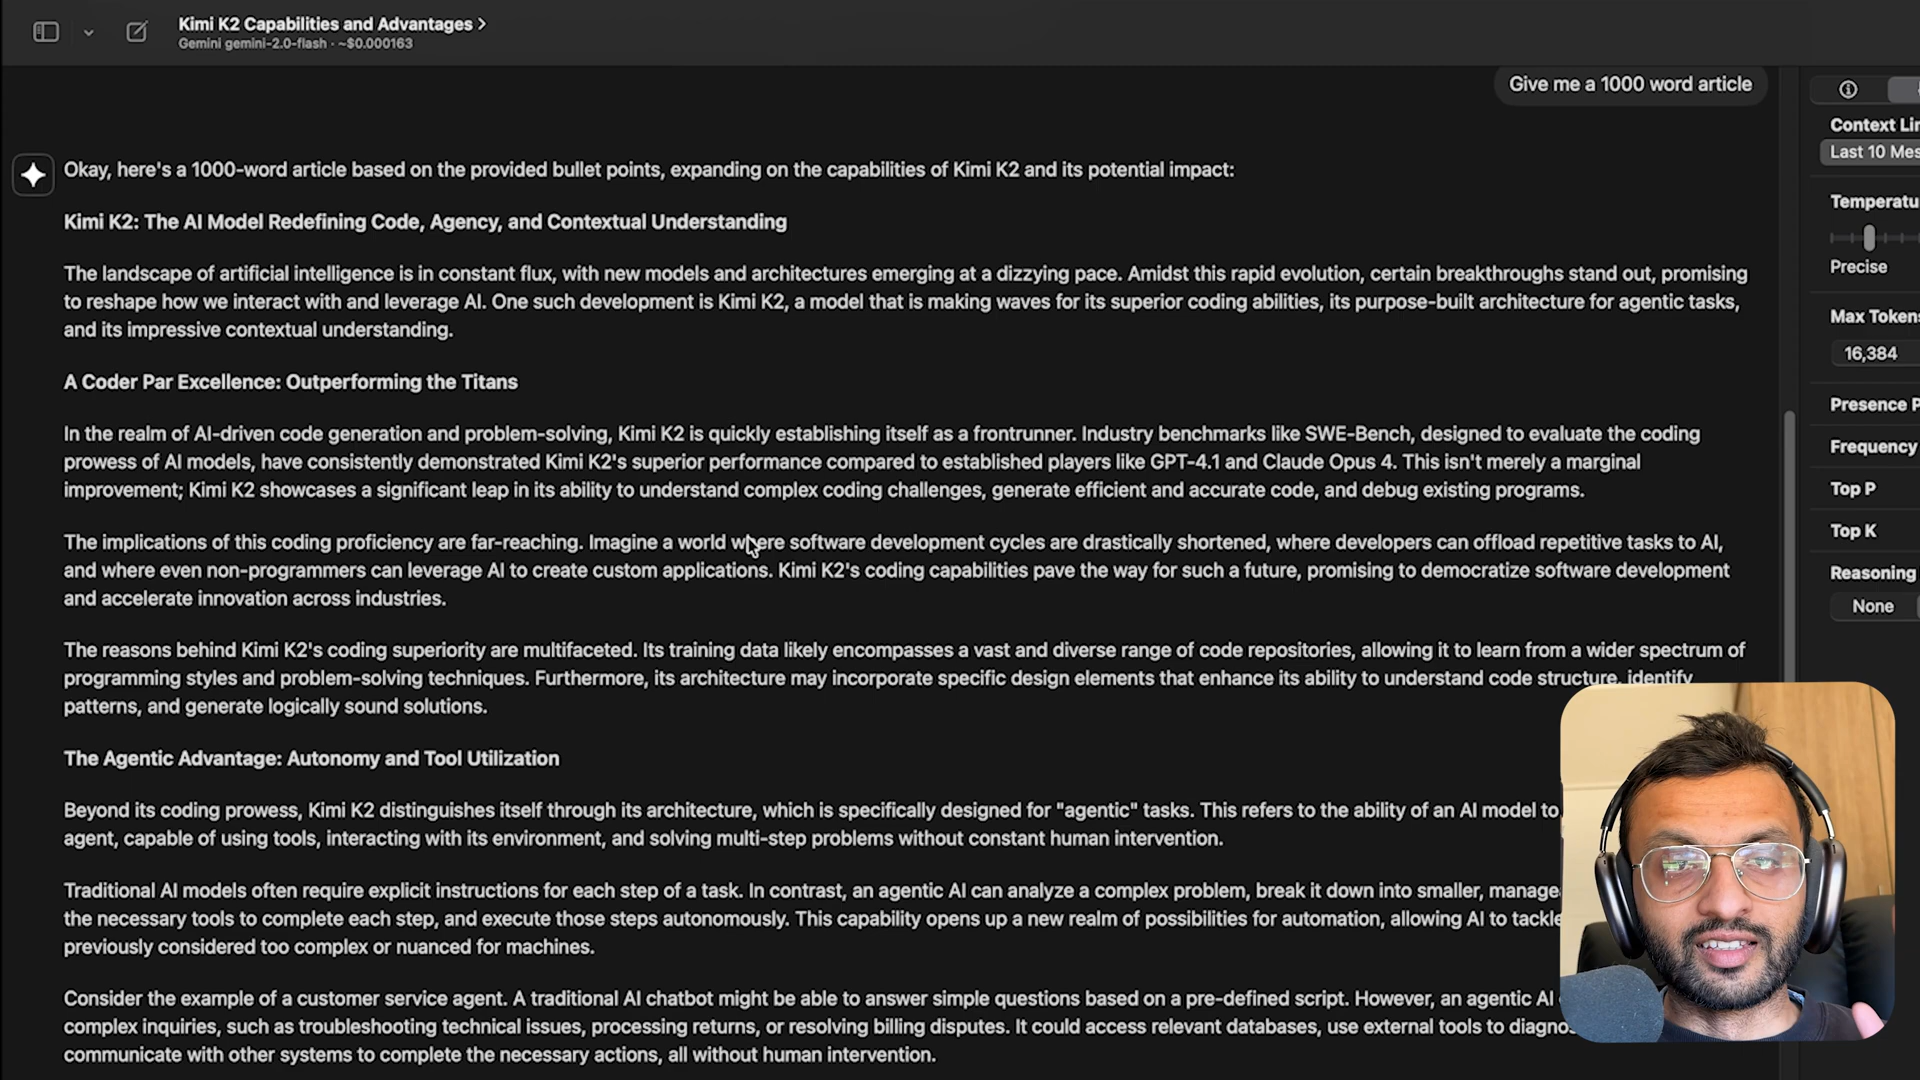 Kimi K2 Capabilities and Advantages >
Gemini gemini-2.0-flash · ~$0.000163
Give me a 1000 word article
Okay, here's a 1000-word article based on the provided bullet points, expanding on the capabilities of Kimi K2 and its potential impact:
Kimi K2: The AI Model Redefining Code, Agency, and Contextual Understanding
The landscape of artificial intelligence is in constant flux, with new models and architectures emerging at a dizzying pace. Amidst this rapid evolution, certain breakthroughs stand out, promising
to reshape how we interact with and leverage AI. One such development is Kimi K2, a model that is making waves for its superior coding abilities, its purpose-built architecture for agentic tasks,
and its impressive contextual understanding.
A Coder Par Excellence: Outperforming the Titans
In the realm of AI-driven code generation and problem-solving, Kimi K2 is quickly establishing itself as a frontrunner. Industry benchmarks like SWE-Bench, designed to evaluate the coding
prowess of AI models, have consistently demonstrated Kimi K2's superior performance compared to established players like GPT-4.1 and Claude Opus 4. This isn't merely a marginal
improvement; Kimi K2 showcases a significant leap in its ability to understand complex coding challenges, generate efficient and accurate code, and debug existing programs.
The implications of this coding proficiency are far-reaching. Imagine a world where software development cycles are drastically shortened, where developers can offload repetitive tasks to AI,
and where even non-programmers can leverage AI to create custom applications. Kimi K2's coding capabilities pave the way for such a future, promising to democratize software development
and accelerate innovation across industries.
The reasons behind Kimi K2's coding superiority are multifaceted. Its training data likely encompasses a vast and diverse range of code repositories, allowing it to learn from a wider spectrum of
programming styles and problem-solving techniques. Furthermore, its architecture may incorporate specific design elements that enhance its ability to understand code structure, identify
patterns, and generate logically sound solutions.
The Agentic Advantage: Autonomy and Tool Utilization
Beyond its coding prowess, Kimi K2 distinguishes itself through its architecture, which is specifically designed for "agentic" tasks. This refers to the ability of an AI model to
agent, capable of using tools, interacting with its environment, and solving multi-step problems without constant human intervention.
Traditional AI models often require explicit instructions for each step of a task. In contrast, an agentic AI can analyze a complex problem, break it down into smaller, manage
the necessary tools to complete each step, and execute those steps autonomously. This capability opens up a new realm of possibilities for automation, allowing AI to tackle
previously considered too complex or nuanced for machines.
Consider the example of a customer service agent. A traditional AI chatbot might be able to answer simple questions based on a pre-defined script. However, an agentic AI
complex inquiries, such as troubleshooting technical issues, processing returns, or resolving billing disputes. It could access relevant databases, use external tools to diagno
communicate with other systems to complete the necessary actions, all without human intervention.
Context Lin
Last 10 Mes
Temperatu
Precise
Max Token
16,384
Presence P
Frequency
Top P
Top K
Reasoning
None